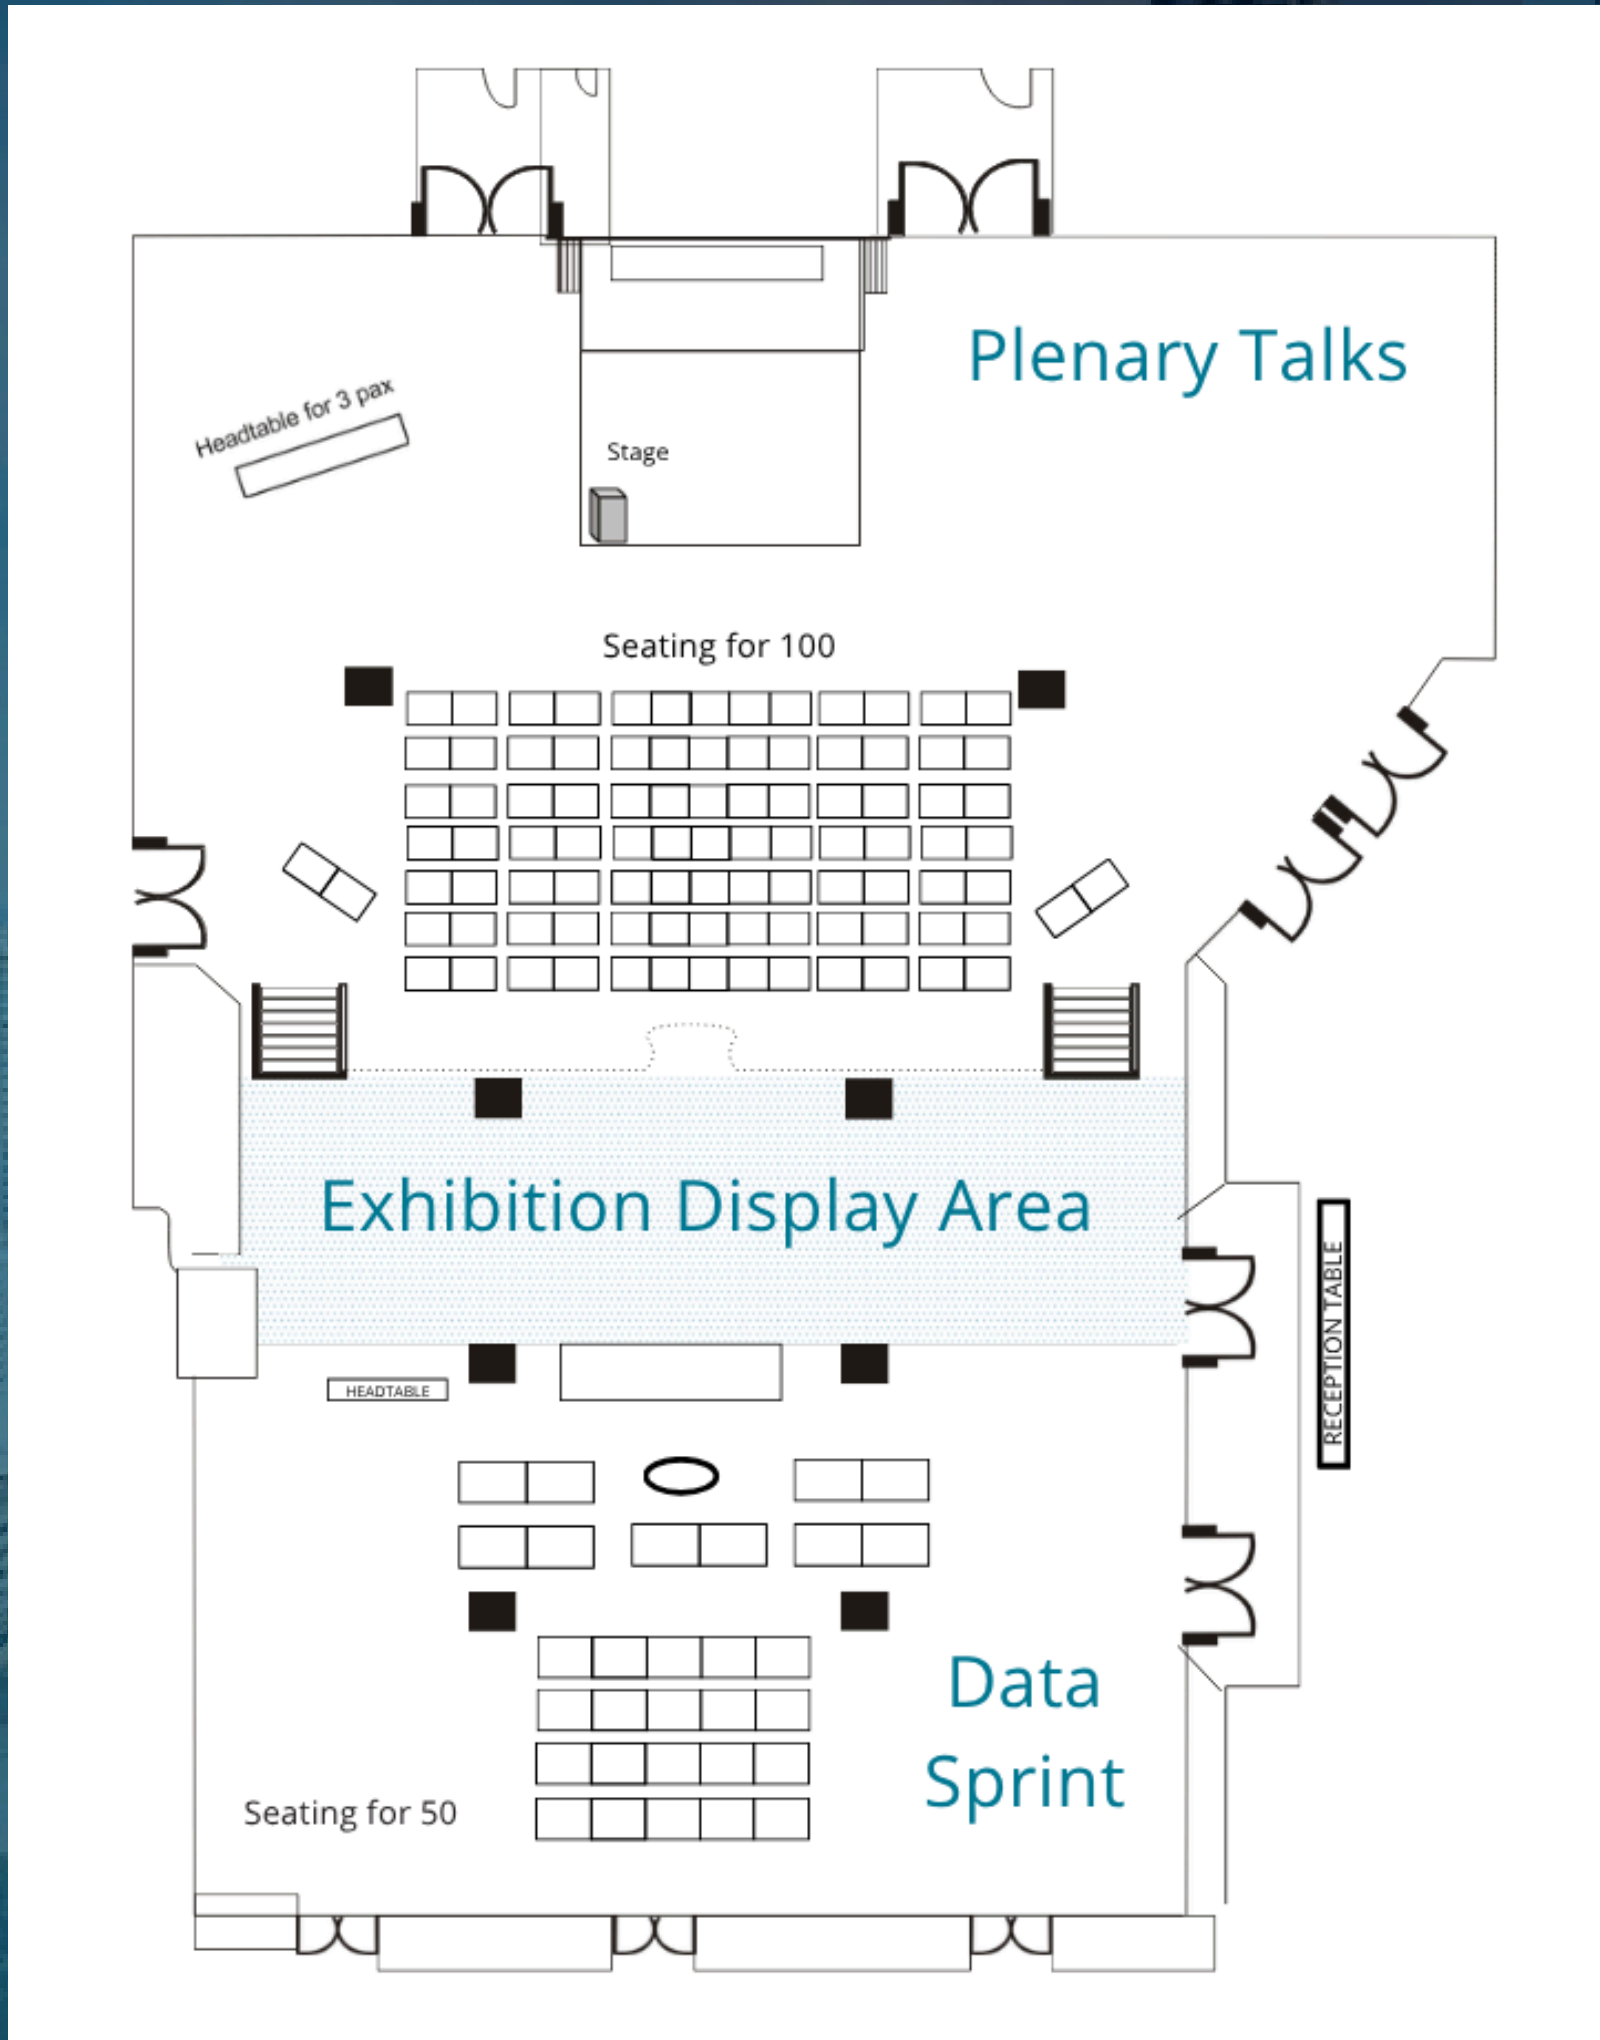 Plenary Talks
Headtable for 3 pax
Stage
Seating for 100
Exhibition Display Area
RECEPTION TABLE
HEADTABLE
Data
Sprint
Seating for 50